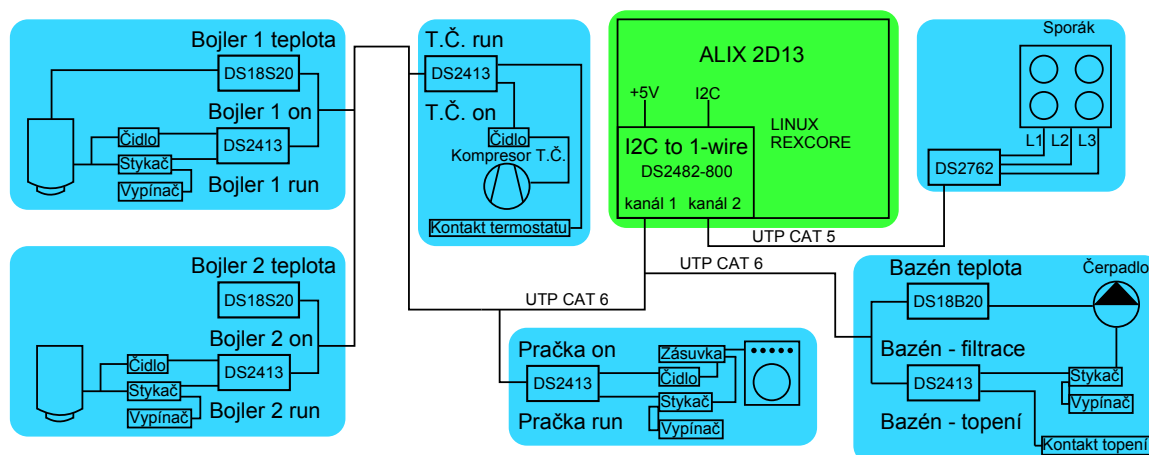 Bojler 1 teplota
DS18S20
Bojler 1 on
Čidlo
DS2413
Stykač
Vypínač
Bojler 1 run
T.Č. run
DS2413
T.Č. on
Čidlo
Kompresor T.Č.
Kontakt termostatu
ALIX 2D13
+5V
I2C
LINUX
REXCORE
I2C to 1-wire
DS2482-800
kanál 1
kanál 2
Sporák
L1
L2
L3
DS2762
UTP CAT 5
UTP CAT 6
UTP CAT 6
Bojler 2 teplota
DS18S20
Bojler 2 on
Čidlo
DS2413
Stykač
Vypínač
Bojler 2 run
Pračka on
Zásuvka
DS2413
Čidlo
Stykač
Pračka run
Vypínač
Bazén teplota
Čerpadlo
DS18B20
Bazén - filtrace
DS2413
Stykač
Vypínač
Bazén - topení
Kontakt topení